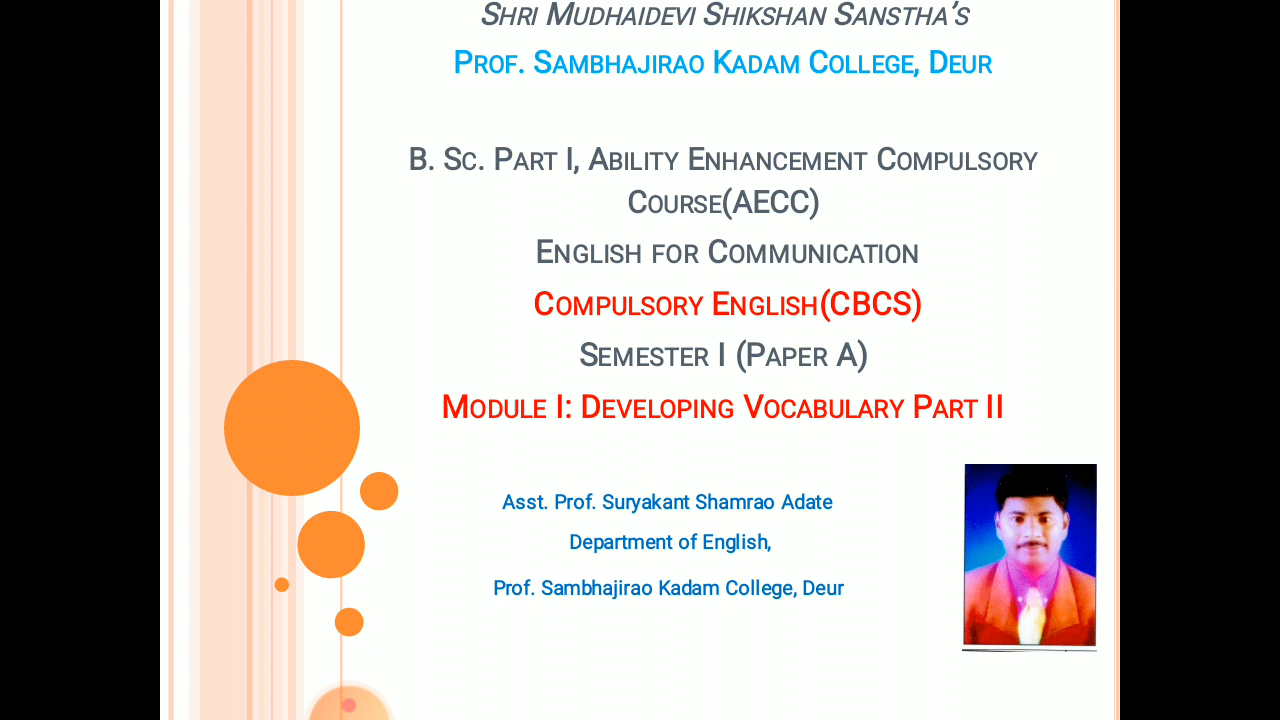 Shri Mudhaidevi Shikshan Sanstha's
Prof. Sambhajirao Kadam College, Deur
B. Sc. Part I, Ability Enhancement Compulsory
Course(AECC)
English for Communication
Compulsory English(CBCS)
Semester I (Paper A)
Module I: Developing Vocabulary Part II
Asst. Prof. Suryakant Shamrao Adate
Department of English,
Prof. Sambhajirao Kadam College, Deur